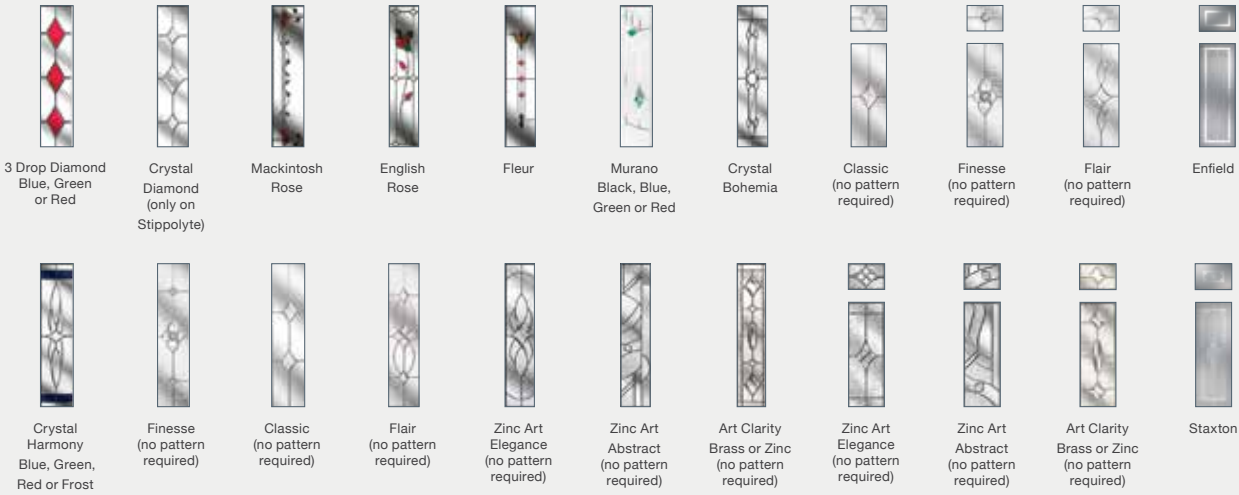 3 Drop Diamond
Blue, Green
or Red
Crystal
Diamond
(only on
Stippolyte)
Mackintosh
Rose
English
Rose
Fleur
Murano
Black, Blue,
Green or Red
Crystal
Bohemia
Classic
(no pattern
required)
Finesse
(no pattern
required)
Flair
(no pattern
required)
Enfield
Crystal
Harmony
Blue, Green,
Red or Frost
Finesse
(no pattern
required)
Classic
(no pattern
required)
Flair
(no pattern
required)
Zinc Art
Elegance
(no pattern
required)
Zinc Art
Abstract
(no pattern
required)
Art Clarity
Brass or Zinc
(no pattern
required)
Zinc Art
Elegance
(no pattern
required)
Zinc Art
Abstract
(no pattern
required)
Art Clarity
Brass or Zinc
(no pattern
required)
Staxton